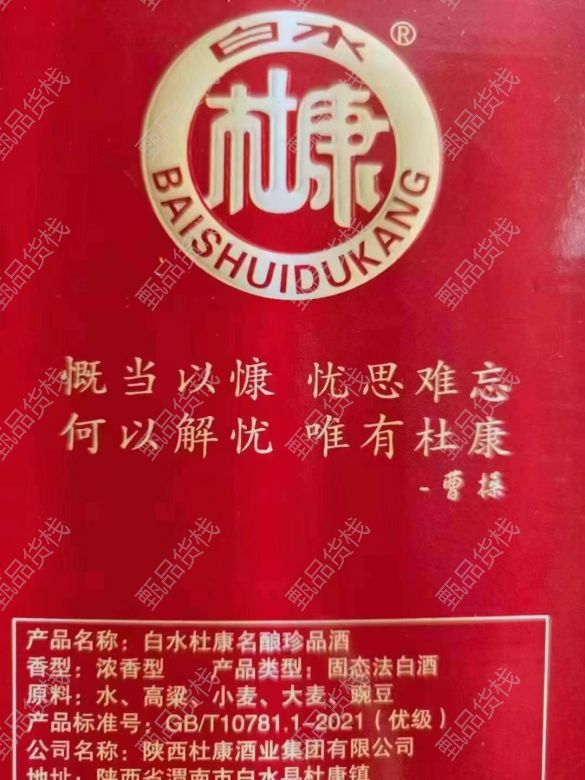 白水
®
杜康
BAISHUIDUKANG
慨当以慷 忧思难忘
何以解忧 唯有杜康
-曹操
产品名称：白水杜康名酿珍品酒
香型：浓香型 产品类型：固态法白酒
原料：水、高粱、小麦、大麦、豌豆
产品标准号：GB/T10781.1-2021（优级）
公司名称：陕西杜康酒业集团有限公司
地址：陕西省渭南市白水县杜康镇
甄品货栈